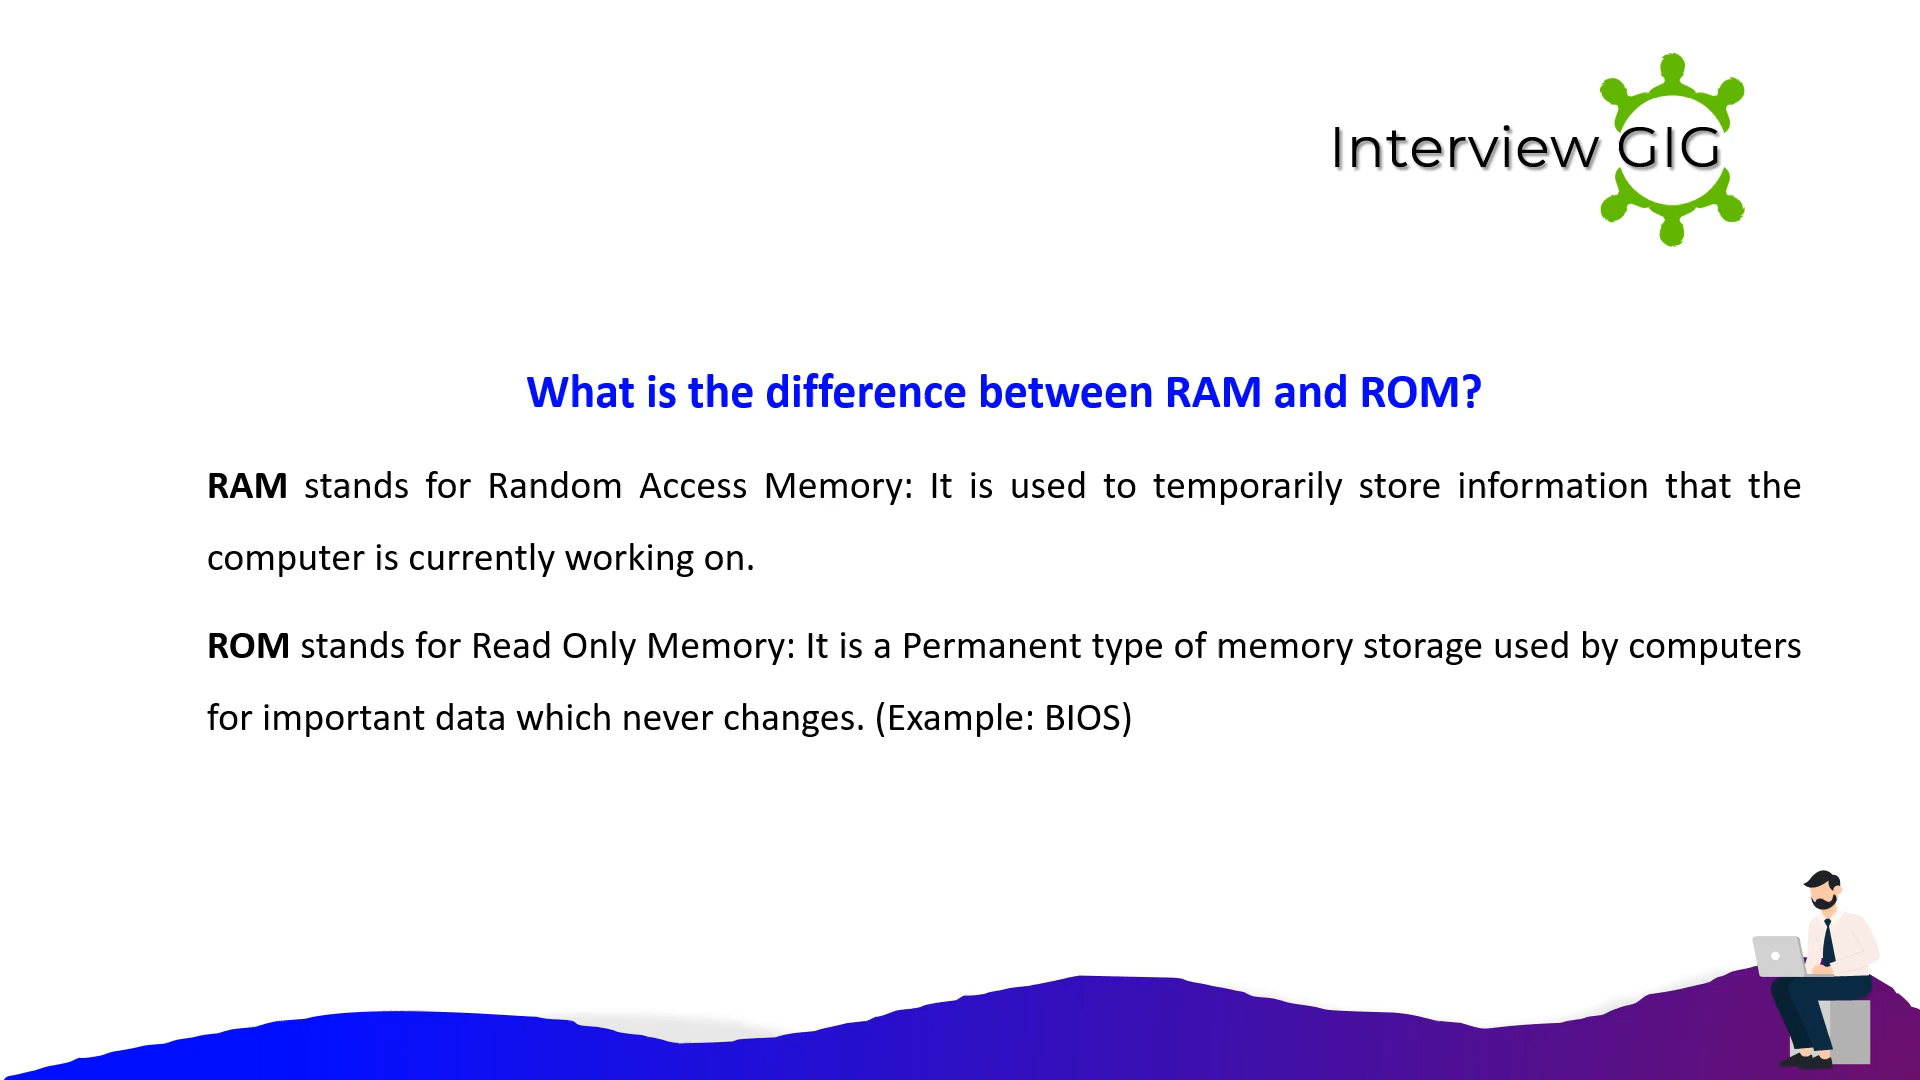 Interview GIG
What is the difference between RAM and ROM?
RAM stands for Random Access Memory: It is used to temporarily store information that the
computer is currently working on.
ROM stands for Read Only Memory: It is a Permanent type of memory storage used by computers
for important data which never changes. (Example: BIOS)